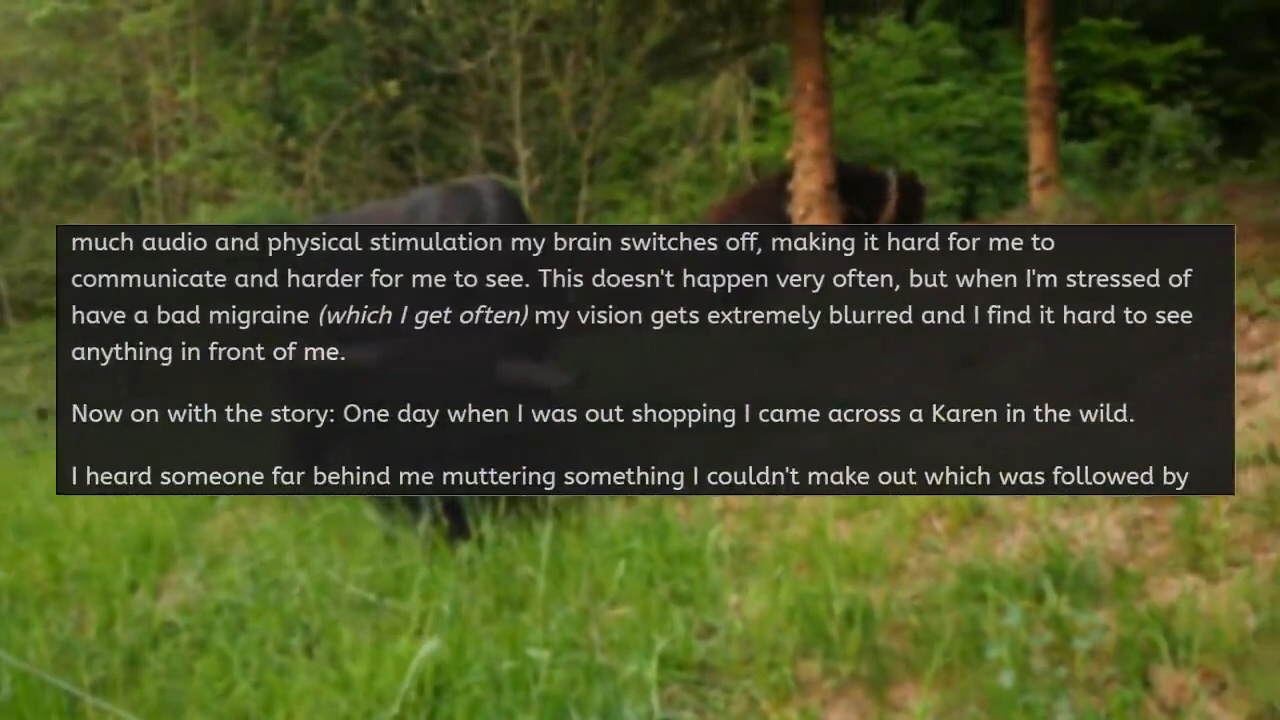 much audio and physical stimulation my brain switches off, making it hard for me to
communicate and harder for me to see. This doesn't happen very often, but when I'm stressed of
have a bad migraine (which I get often) my vision gets extremely blurred and I find it hard to see
anything in front of me.
Now on with the story: One day when I was out shopping I came across a Karen in the wild.
I heard someone far behind me muttering something I couldn't make out which was followed by